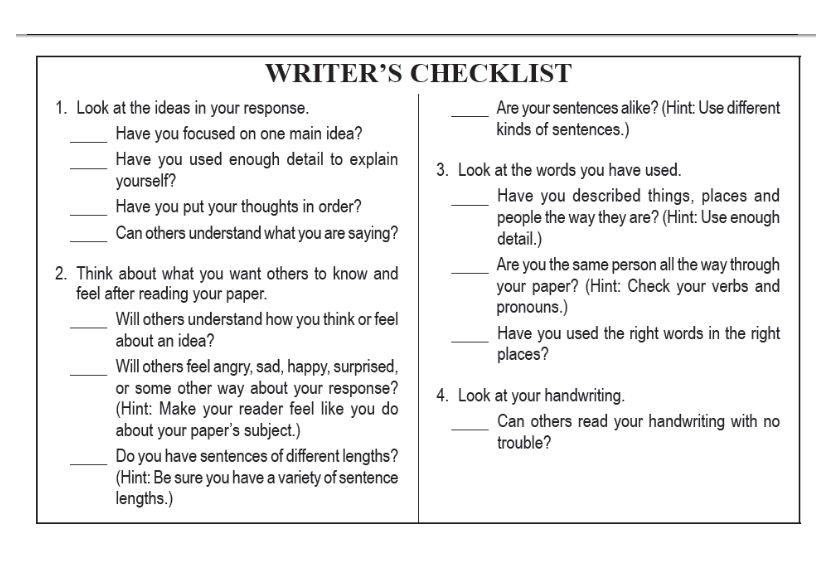 WRITER'S CHECKLIST
1. Look at the ideas in your response.
____ Have you focused on one main idea?
____ Have you used enough detail to explain
yourself?
____ Have you put your thoughts in order?
____ Can others understand what you are saying?
2. Think about what you want others to know and
feel after reading your paper.
____ Will others understand how you think or feel
about an idea?
____ Will others feel angry, sad, happy, surprised,
or some other way about your response?
(Hint: Make your reader feel like you do
about your paper's subject.)
____ Do you have sentences of different lengths?
(Hint: Be sure you have a variety of sentence
lengths.)
____ Are your sentences alike? (Hint: Use different
kinds of sentences.)
3. Look at the words you have used.
____ Have you described things, places and
people the way they are? (Hint: Use enough
detail.)
____ Are you the same person all the way through
your paper? (Hint: Check your verbs and
pronouns.)
____ Have you used the right words in the right
places?
4. Look at your handwriting.
____ Can others read your handwriting with no
trouble?